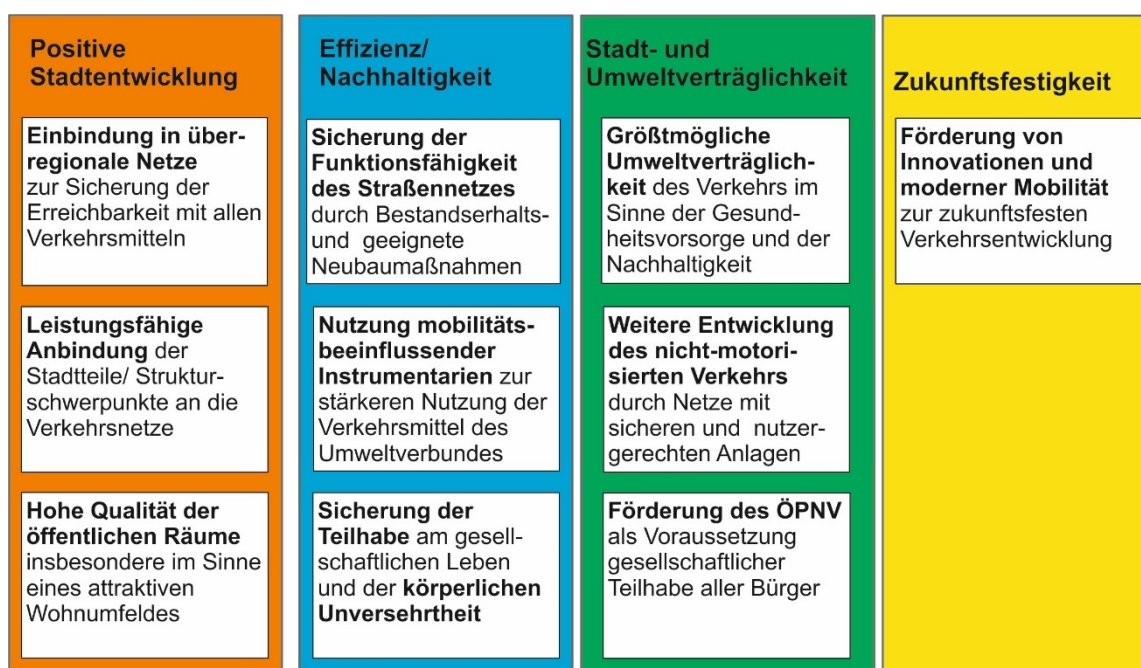 Positive
Stadtentwicklung
Einbindung in über-
regionale Netze
zur Sicherung der
Erreichbarkeit mit allen
Verkehrsmitteln
Leistungsfähige
Anbindung der
Stadtteile/ Struktur-
schwerpunkte an die
Verkehrsnetze
Hohe Qualität der
öffentlichen Räume
insbesondere im Sinne
eines attraktiven
Wohnumfeldes
Effizienz/
Nachhaltigkeit
Sicherung der
Funktionsfähigkeit
des Straßennetzes
durch Bestandserhalts-
und geeignete
Neubaumaßnahmen
Nutzung mobilitäts-
beeinflussender
Instrumentarien zur
stärkeren Nutzung der
Verkehrsmittel des
Umweltverbundes
Sicherung der
Teilhabe am gesell-
schaftlichen Leben
und der körperlichen
Unversehrtheit
Stadt- und
Umweltverträglichkeit
Größtmögliche
Umweltverträglich-
keit des Verkehrs im
Sinne der Gesund-
heitsvorsorge und der
Nachhaltigkeit
Weitere Entwicklung
des nicht-motori-
sierten Verkehrs
durch Netze mit
sicheren und nutzer-
gerechten Anlagen
Förderung des ÖPNV
als Voraussetzung
gesellschaftlicher
Teilhabe aller Bürger
Zukunftsfestigkeit
Förderung von
Innovationen und
moderner Mobilität
zur zukunftsfesten
Verkehrsentwicklung